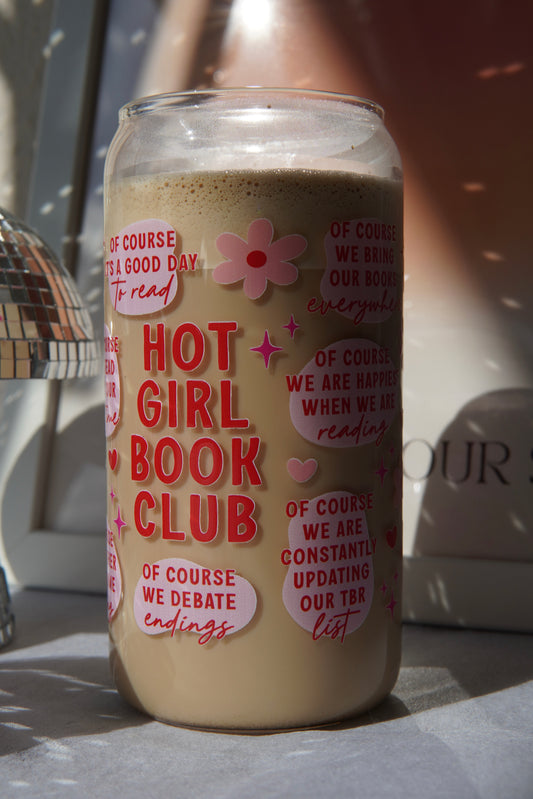 OF COURSE
IT'S A GOOD DAY
to read
OF COURSE
WE BRING
OUR BOOKS
everywhere
HOT
GIRL
BOOK
CLUB
OF COURSE
WE ARE HAPPIEST
WHEN WE ARE
reading
OF COURSE
WE ARE
CONSTANTLY
UPDATING
OUR TBR
list
OF COURSE
WE DEBATE
endings
OUR